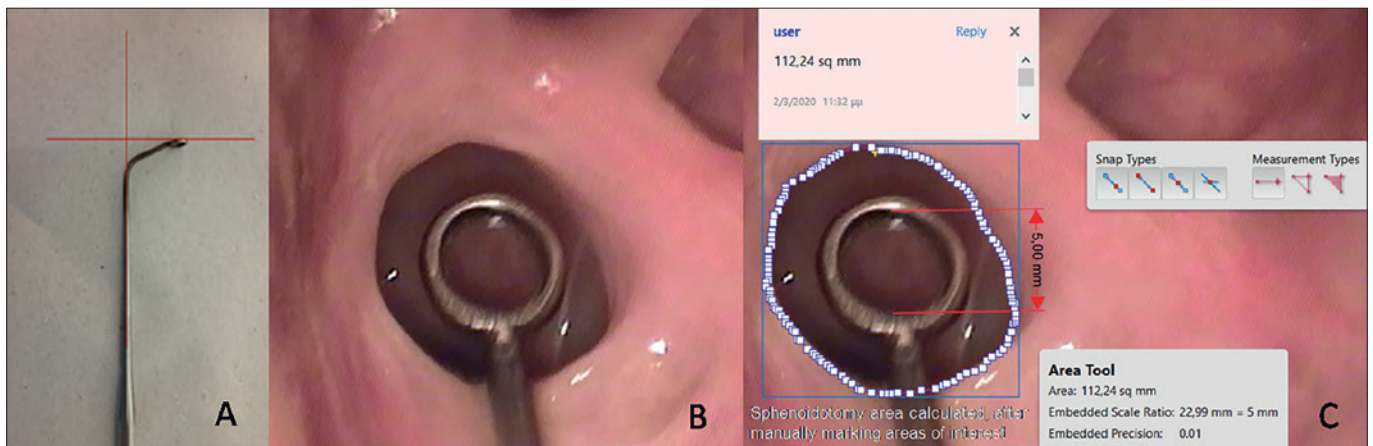 A
B
user Reply
112,24 sq mm
2/3/2020 11:32 μμ
Snap Types Measurement Types
5,00 mm
Area Tool
Area: 112,24 sq mm
Embedded Scale Ratio: 22,99 mm = 5 mm
Embedded Precision: 0.01
Sphenoidotomy area calculated, after
manually marking areas of interest
C